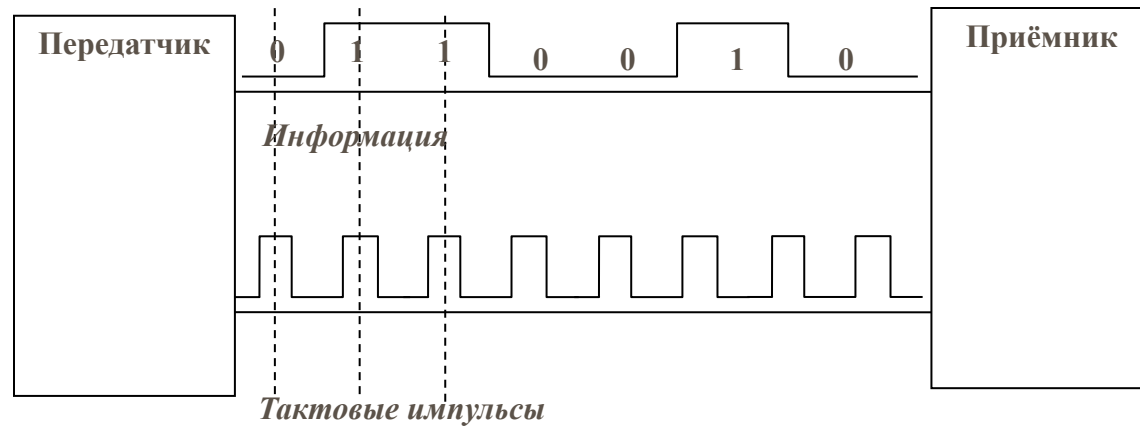 Передатчик
Приёмник
0 1 1 0 0 1 0
Информация
Тактовые импульсы